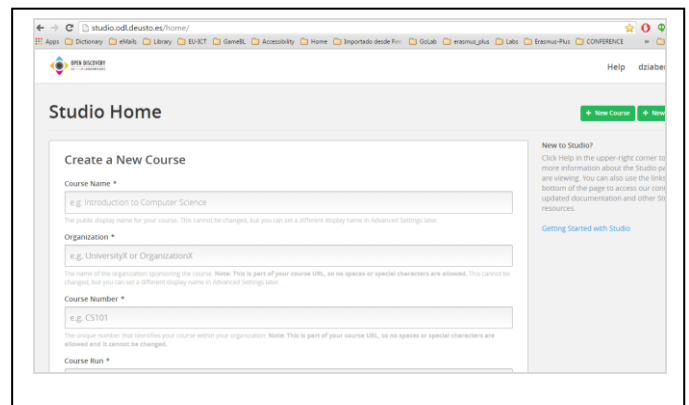 studio.odl.deusto.es/home/
Apps Dictionary eMails Library EU-ICT GameBL Accessibility Home Importado desde Fire GoLab erasmus_plus Labs Erasmus-Plus CONFERENCE »
OPEN DISCOVERY
Help dziabe
Studio Home
+ New Course + New
Create a New Course
Course Name *
e.g. Introduction to Computer Science
The public display name for your course. This cannot be changed, but you can set a different display name in Advanced Settings later.
Organization *
e.g. UniversityX or OrganizationX
The name of the organization sponsoring the course. Note: This is part of your course URL, so no spaces or special characters are allowed. This cannot be
changed, but you can set a different display name in Advanced Settings later.
Course Number *
e.g. CS101
The unique number that identifies your course within your organization. Note: This is part of your course URL, so no spaces or special characters are
allowed and it cannot be changed.
Course Run *
New to Studio?
Click Help in the upper-right corner to
more information about the Studio pa
are viewing. You can also use the links
bottom of the page to access our cont
updated documentation and other Stu
resources.
Getting Started with Studio